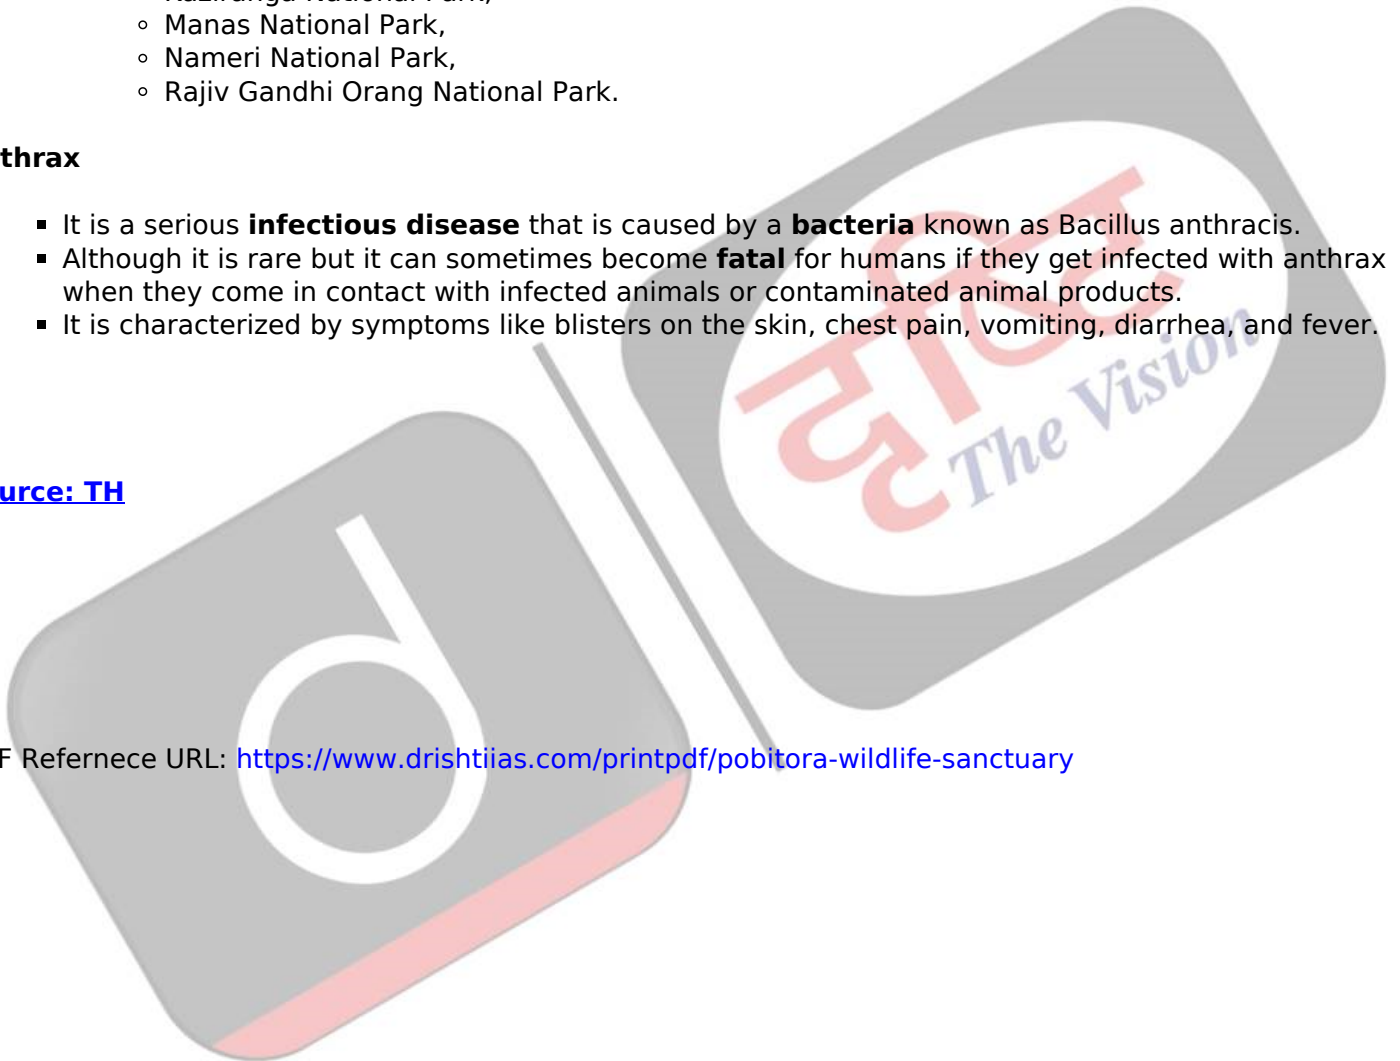 Kaziranga National Park,
Manas National Park,
Nameri National Park,
Rajiv Gandhi Orang National Park.
thrax
It is a serious infectious disease that is caused by a bacteria known as Bacillus anthracis.
Although it is rare but it can sometimes become fatal for humans if they get infected with anthrax
when they come in contact with infected animals or contaminated animal products.
It is characterized by symptoms like blisters on the skin, chest pain, vomiting, diarrhea, and fever.
दृष्टि
The Vision
urce: TH
d
F Refernece URL: https://www.drishtiias.com/printpdf/pobitora-wildlife-sanctuary